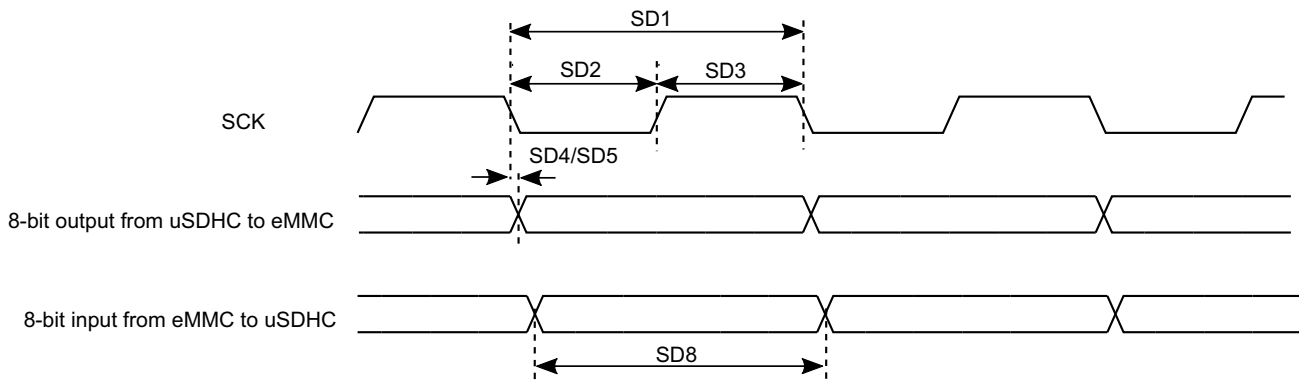 SD1
SD2
SD3
SCK
SD4/SD5
8-bit output from uSDHC to eMMC
8-bit input from eMMC to uSDHC
SD8